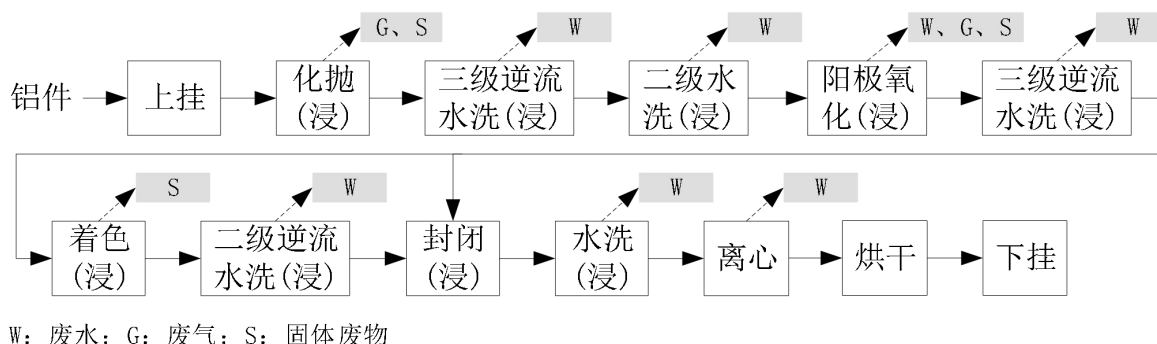 G、S
W
W
W、G、S
W
铝件
上挂
化抛
(浸)
三级逆流
水洗(浸)
二级水
洗(浸)
阳极氧
化(浸)
三级逆流
水洗(浸)
S
W
W
W
着色
(浸)
二级逆流
水洗(浸)
封闭
(浸)
水洗
(浸)
离心
烘干
下挂
W：废水；G：废气；S：固体废物